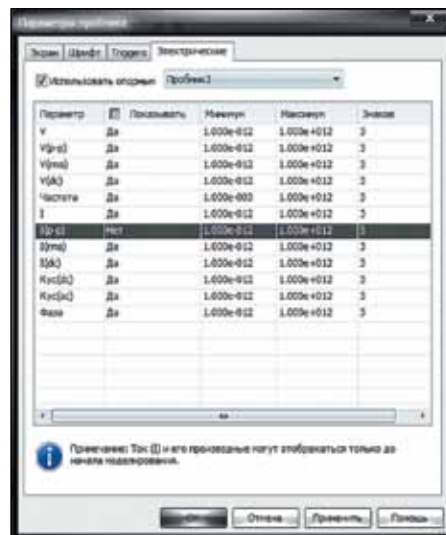 Параметры пробника
Экран Шрифт Triggers Электрические
Использовать опорный Пробник1
Параметр Показывать Минимум Максимум Знаков
V Да 1.000e-012 1.000e+012 3
V(p-p) Да 1.000e-012 1.000e+012 3
V(rms) Да 1.000e-012 1.000e+012 3
V(dc) Да 1.000e-012 1.000e+012 3
Частота Да 1.000e-003 1.000e+012 3
I Да 1.000e-012 1.000e+012 3
I(p-p) Нет 1.000e-012 1.000e+012 3
I(rms) Да 1.000e-012 1.000e+012 3
I(dc) Да 1.000e-012 1.000e+012 3
Kус(dc) Да 1.000e-012 1.000e+012 3
Kус(ac) Да 1.000e-012 1.000e+012 3
Фаза Да 1.000e-012 1.000e+012 3
Примечание: Ток (I) и его производные могут отображаться только до
начала моделирования.
OK Отмена Применить Помощь